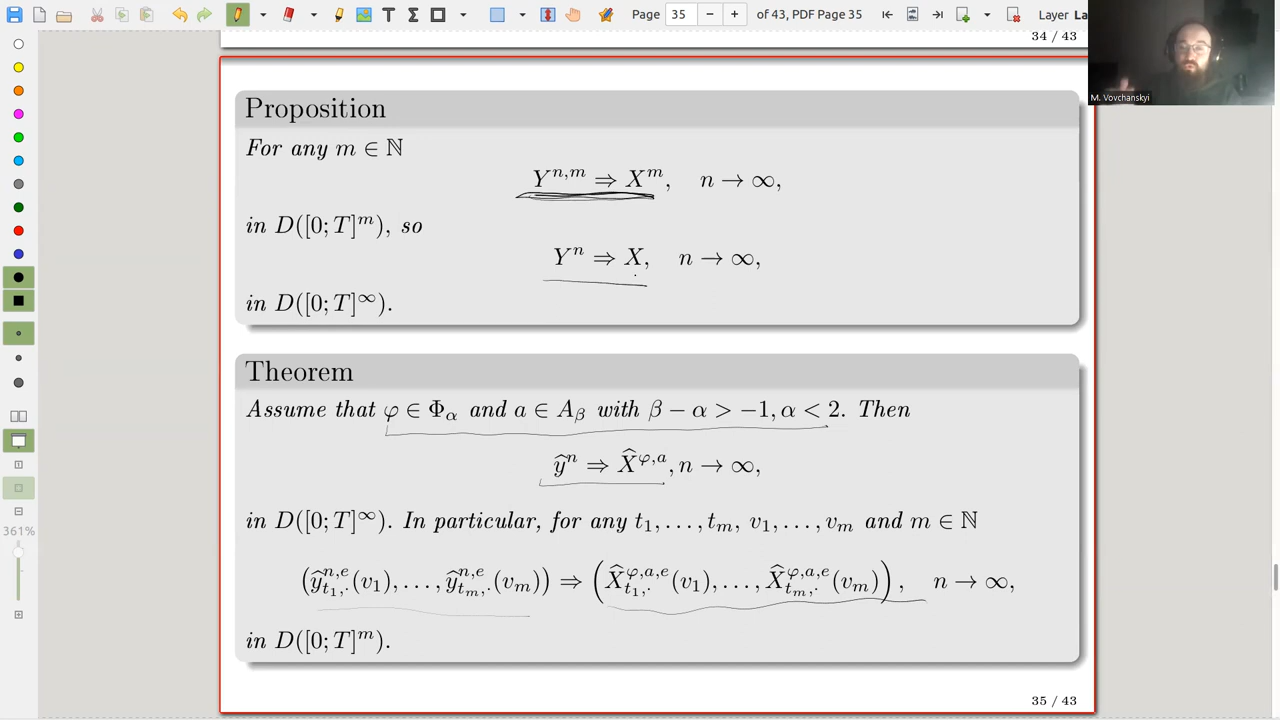 Page 35 of 43, PDF Page 35 Layer La
34 / 43
M. Vovchanskyi
Proposition
For any m ∈ ℕ
Y^{n,m} ⇒ X^m, n → ∞,
in D([0; T]^m), so
Y^n ⇒ X, n → ∞,
in D([0; T]^∞).
Theorem
Assume that φ ∈ Φ_α and a ∈ A_β with β − α > −1, α < 2. Then
ŷ^n ⇒ X̂^{φ,a}, n → ∞,
in D([0; T]^∞). In particular, for any t_1, . . . , t_m, v_1, . . . , v_m and m ∈ ℕ
(ŷ^{n,e}_{t_1,·}(v_1), . . . , ŷ^{n,e}_{t_m,·}(v_m)) ⇒ (X̂^{φ,a,e}_{t_1,·}(v_1), . . . , X̂^{φ,a,e}_{t_m,·}(v_m)), n → ∞,
in D([0; T]^m).
361%
35 / 43